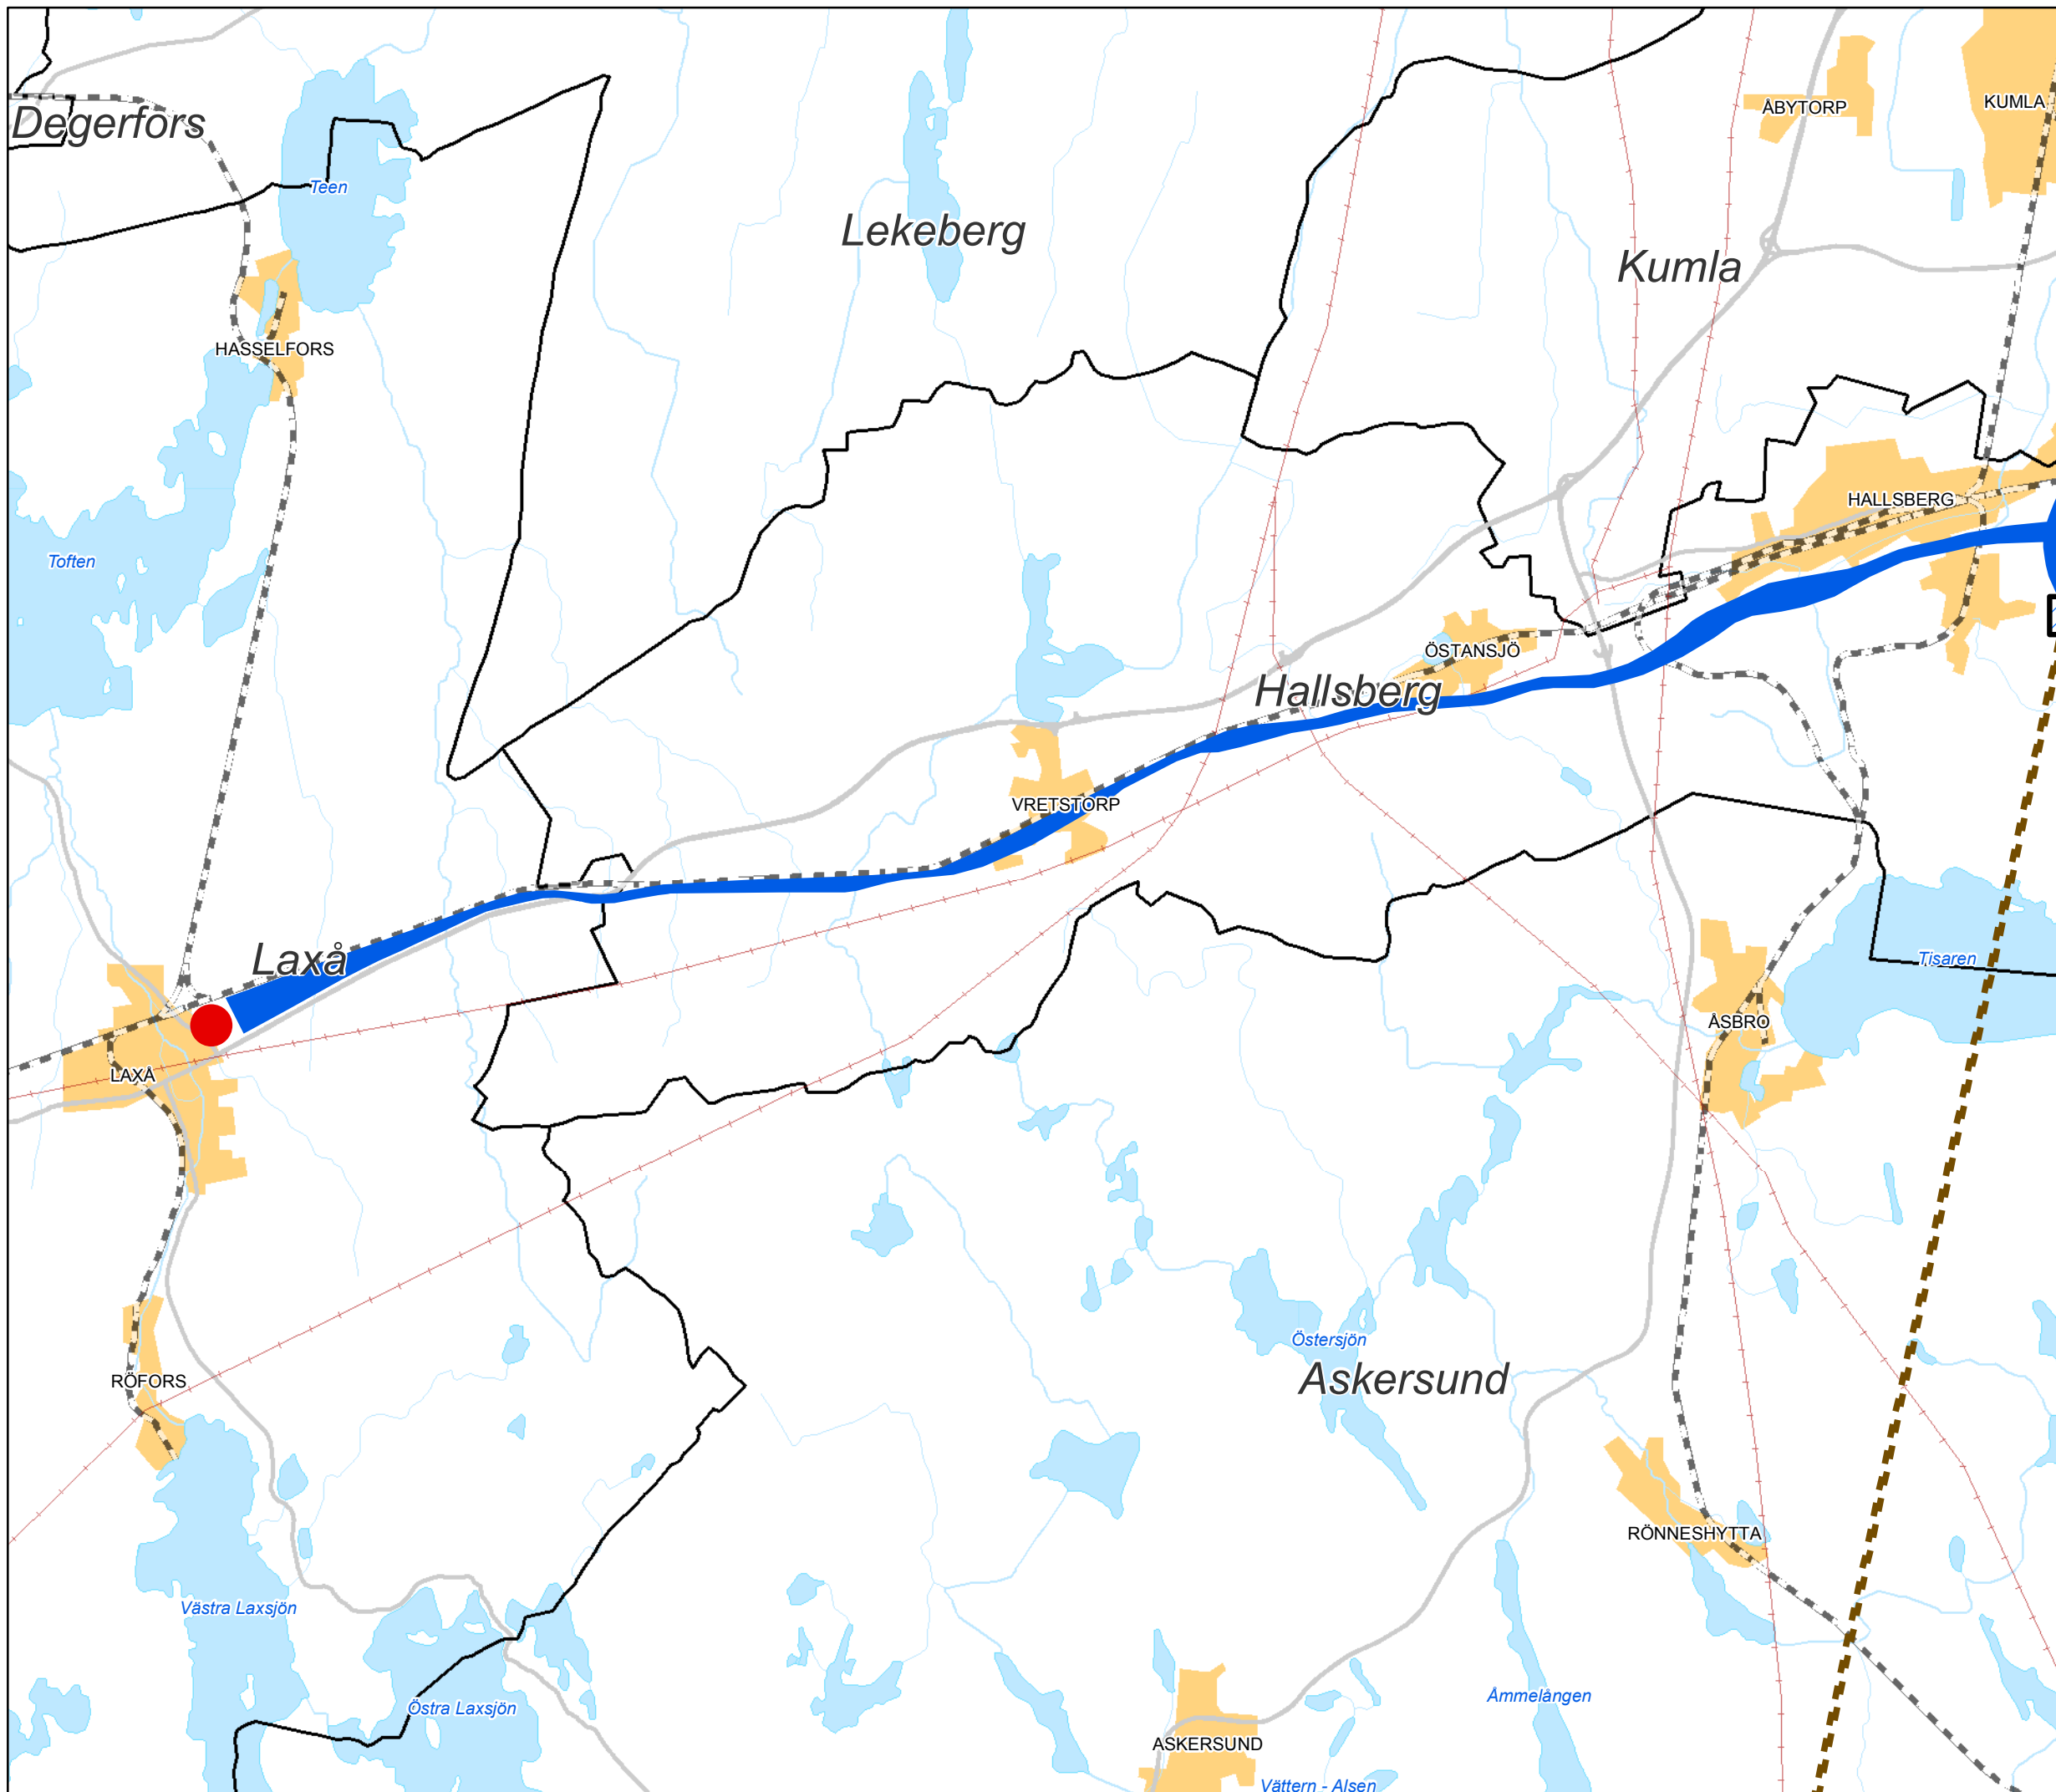 ÅBYTORP
KUMLA
Degerfors
Teen
Lekeberg
Kumla
HASSELFORS
HALLSBERG
Toften
ÖSTANSJÖ
Hallsberg
VRETSTORP
Laxå
Tisaren
ÅSBRO
LAXÅ
Östersjön
Askersund
RÖFORS
RÖNNESHYTTA
Västra Laxsjön
Östra Laxsjön
Åmmelången
ASKERSUND
Vättern - Alsen